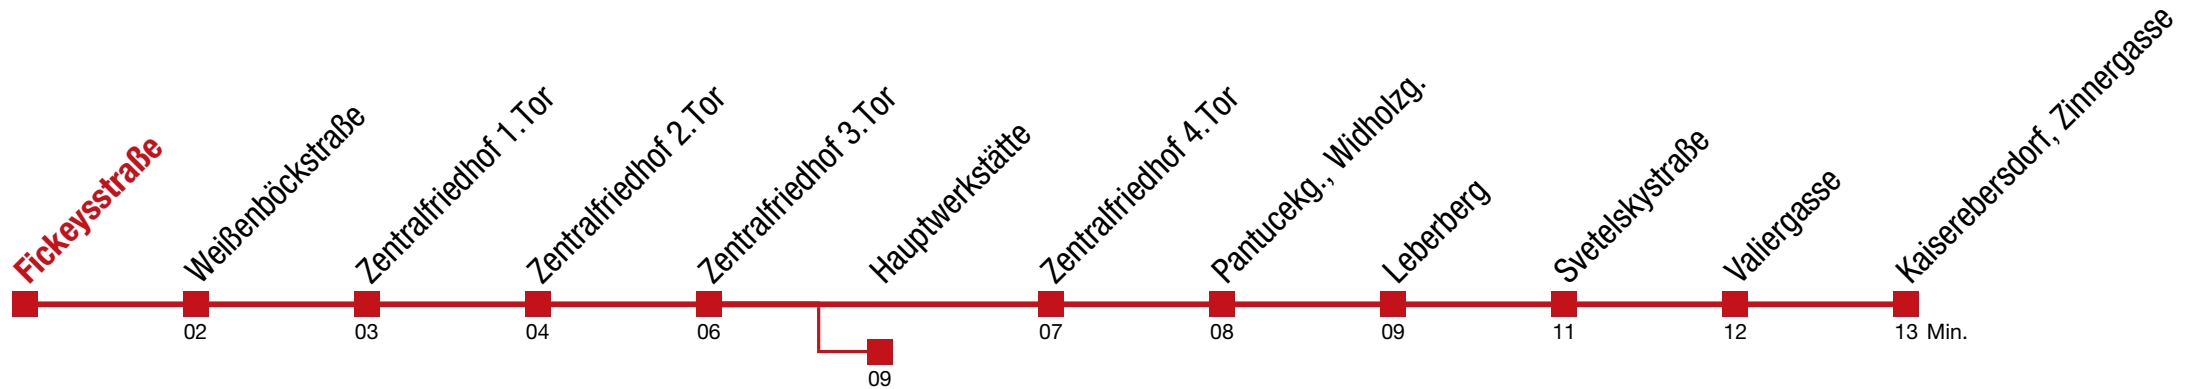 Fickeysstraße
Weißenböckstraße
Zentralfriedhof 1.Tor
Zentralfriedhof 2.Tor
Zentralfriedhof 3.Tor
Hauptwerkstätte
Zentralfriedhof 4.Tor
Pantucekg., Widholzg.
Leberberg
Svetelskystraße
Valiergasse
Kaiserebersdorf, Zinnergasse
02
03
04
06
07
08
09
11
12
13 Min.
09